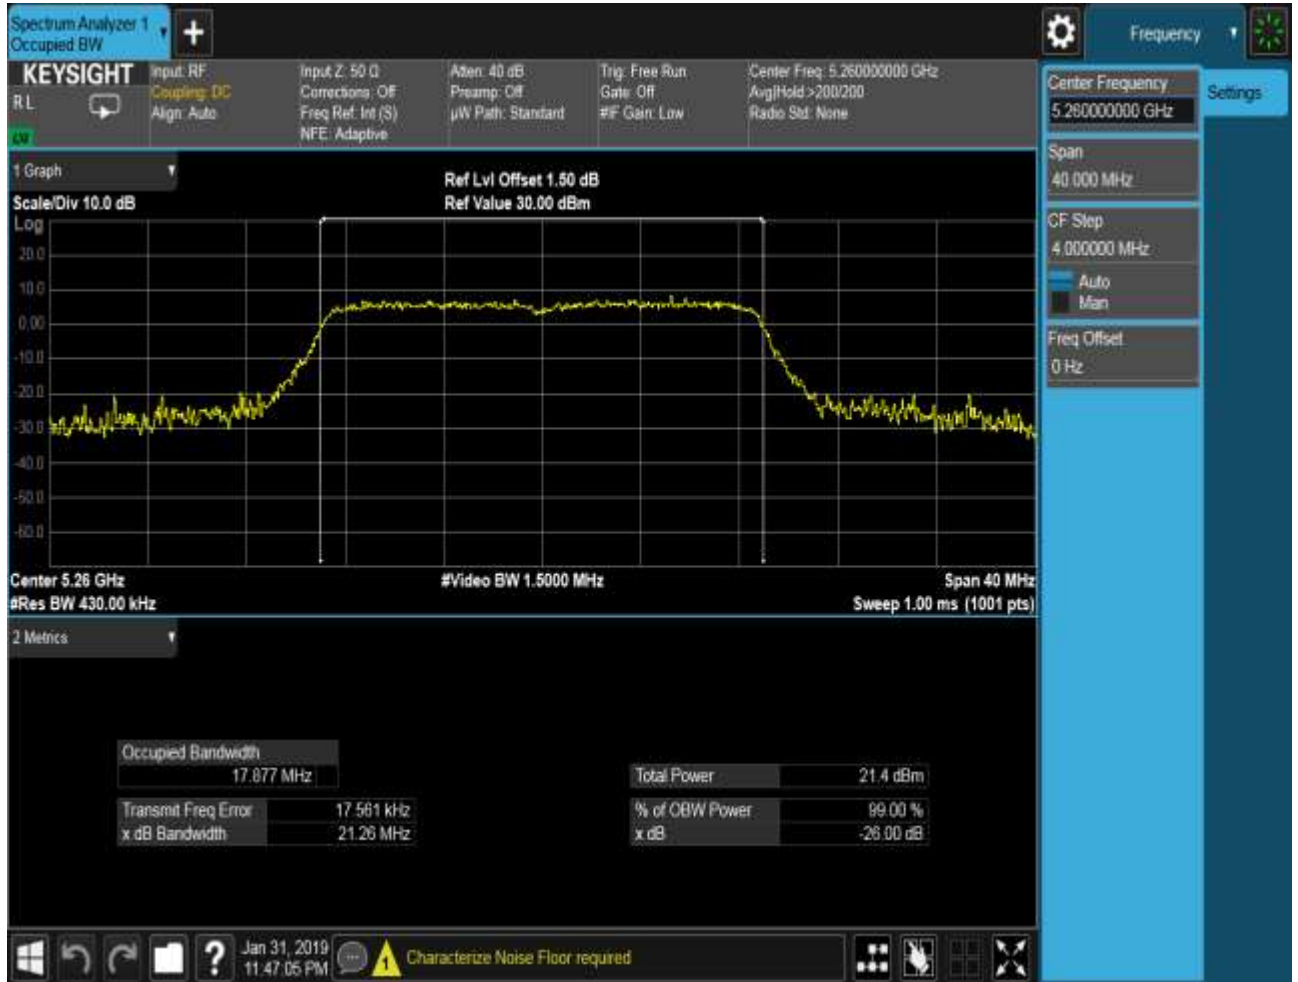 Spectrum Analyzer 1
Occupied BW
+
Frequency
KEYSIGHT
RL
Input: RF
Coupling: DC
Align: Auto
Input Z: 50 Ω
Corrections: Off
Freq Ref: Int (S)
NFE: Adaptive
Atten: 40 dB
Preamp: Off
µW Path: Standard
Trig: Free Run
Gate: Off
#IF Gain: Low
Center Freq: 5.260000000 GHz
Avg|Hold:>200/200
Radio Std: None
Center Frequency
5.260000000 GHz
Settings
Span
40.000 MHz
CF Step
4.000000 MHz
Auto
Man
Freq Offset
0 Hz
1 Graph
Scale/Div 10.0 dB
Ref Lvl Offset 1.50 dB
Ref Value 30.00 dBm
Log
20.0
10.0
0.00
-10.0
-20.0
-30.0
-40.0
-50.0
-60.0
Center 5.26 GHz
#Video BW 1.5000 MHz
Span 40 MHz
#Res BW 430.00 kHz
Sweep 1.00 ms (1001 pts)
2 Metrics
Occupied Bandwidth
17.877 MHz
Transmit Freq Error 17.561 kHz
x dB Bandwidth 21.26 MHz
Total Power 21.4 dBm
% of OBW Power 99.00 %
x dB -26.00 dB
?
Jan 31, 2019
11:47:05 PM
1
Characterize Noise Floor required